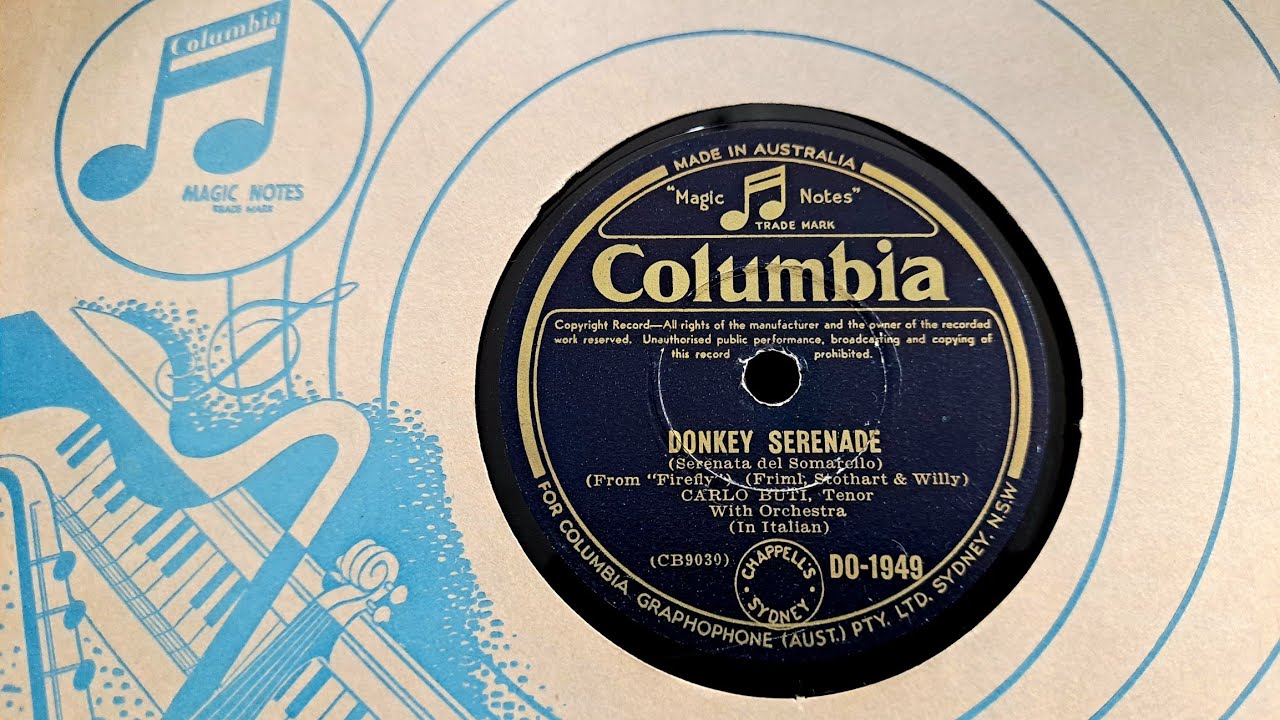 Columbia
MAGIC NOTES
TRADE MARK
MADE IN AUSTRALIA
"Magic Notes"
TRADE MARK
Columbia
Copyright Record—All rights of the manufacturer and the owner of the recorded
work reserved. Unauthorised public performance, broadcasting and copying of
this record prohibited.
DONKEY SERENADE
(Serenata del Somarello)
(From "Firefly") (Friml, Stothart & Willy)
CARLO BUTI, Tenor
With Orchestra
(In Italian)
(CB9030)
CHAPPELL'S
SYDNEY
DO-1949
FOR COLUMBIA GRAPHOPHONE (AUST.) PTY. LTD. SYDNEY. N.S.W